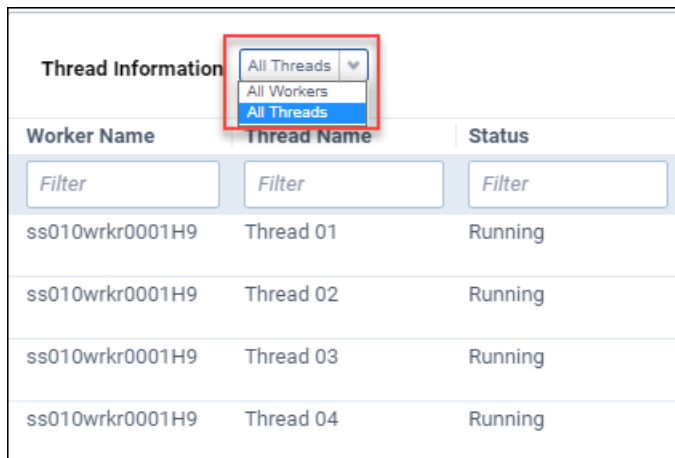 Thread Information All Threads
All Workers
All Threads
Worker Name Thread Name Status
Filter Filter Filter
ss010wrkr0001H9 Thread 01 Running
ss010wrkr0001H9 Thread 02 Running
ss010wrkr0001H9 Thread 03 Running
ss010wrkr0001H9 Thread 04 Running